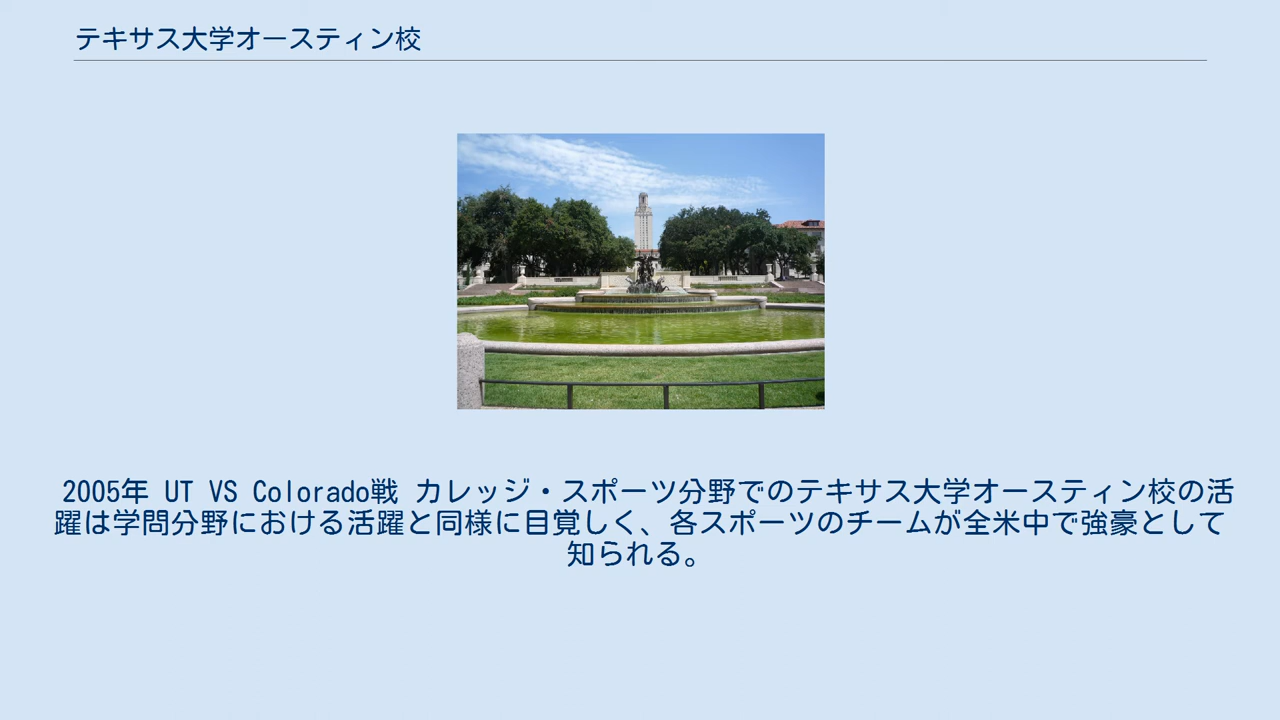 テキサス大学オースティン校
2005年 UT VS Colorado戦 カレッジ・スポーツ分野でのテキサス大学オースティン校の活
躍は学問分野における活躍と同様に目覚しく、各スポーツのチームが全米中で強豪として
知られる。